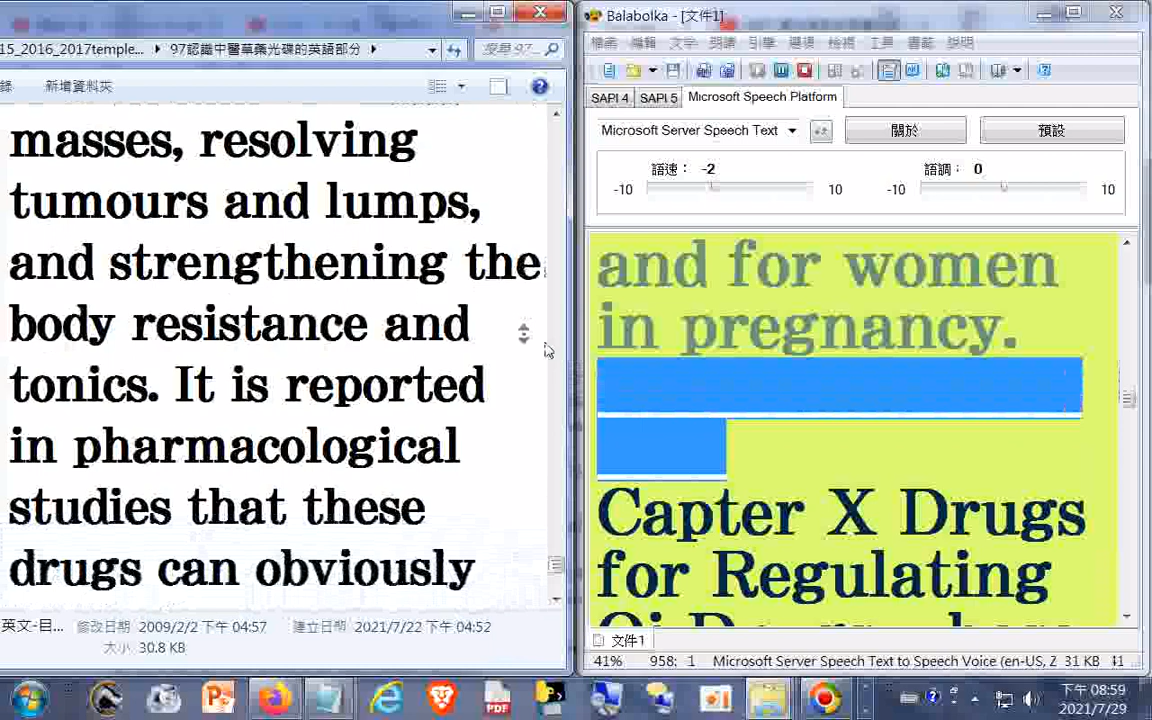 15_2016_2017temple... ▸ 97認識中醫草藥光碟的英語部分 ▸
搜尋 97...
錄 新增資料夾
masses, resolving
tumours and lumps,
and strengthening the
body resistance and
tonics. It is reported
in pharmacological
studies that these
drugs can obviously
英文-目... 修改日期 2009/2/2 下午 04:57 建立日期 2021/7/22 下午 04:52
大小 30.8 KB
Balabolka - [文件1]
檔案 編輯 文字 朗讀 引擎 選項 檢視 工具 書籤 說明
SAPI 4 SAPI 5 Microsoft Speech Platform
Microsoft Server Speech Text 關於 預設
語速： -2 語調： 0
-10 10 -10 10
and for women
in pregnancy.
Capter X Drugs
for Regulating
文件1
41% 958: 1 Microsoft Server Speech Text to Speech Voice (en-US, Z 31 KB
下午 08:59
2021/7/29